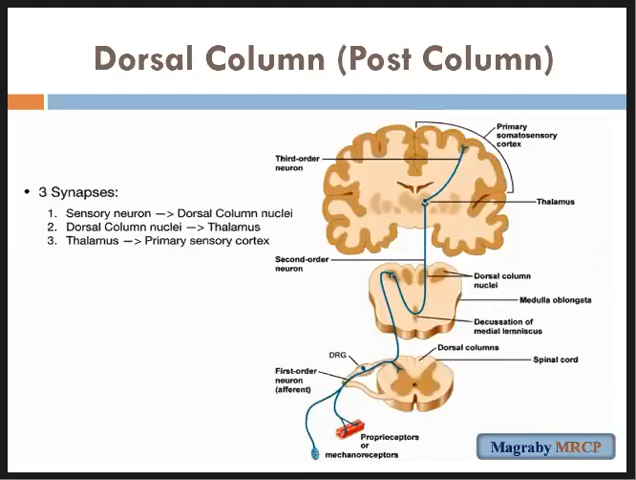 Dorsal Column (Post Column)
• 3 Synapses:
1. Sensory neuron —> Dorsal Column nuclei
2. Dorsal Column nuclei —> Thalamus
3. Thalamus —> Primary sensory cortex
Primary
somatosensory
cortex
Third-order
neuron
Thalamus
Second-order
neuron
Dorsal column
nuclei
Medulla oblongata
Decussation of
medial lemniscus
Dorsal columns
DRG
Spinal cord
First-order
neuron
(afferent)
Proprioceptors
or
mechanoreceptors
Magraby MRCP